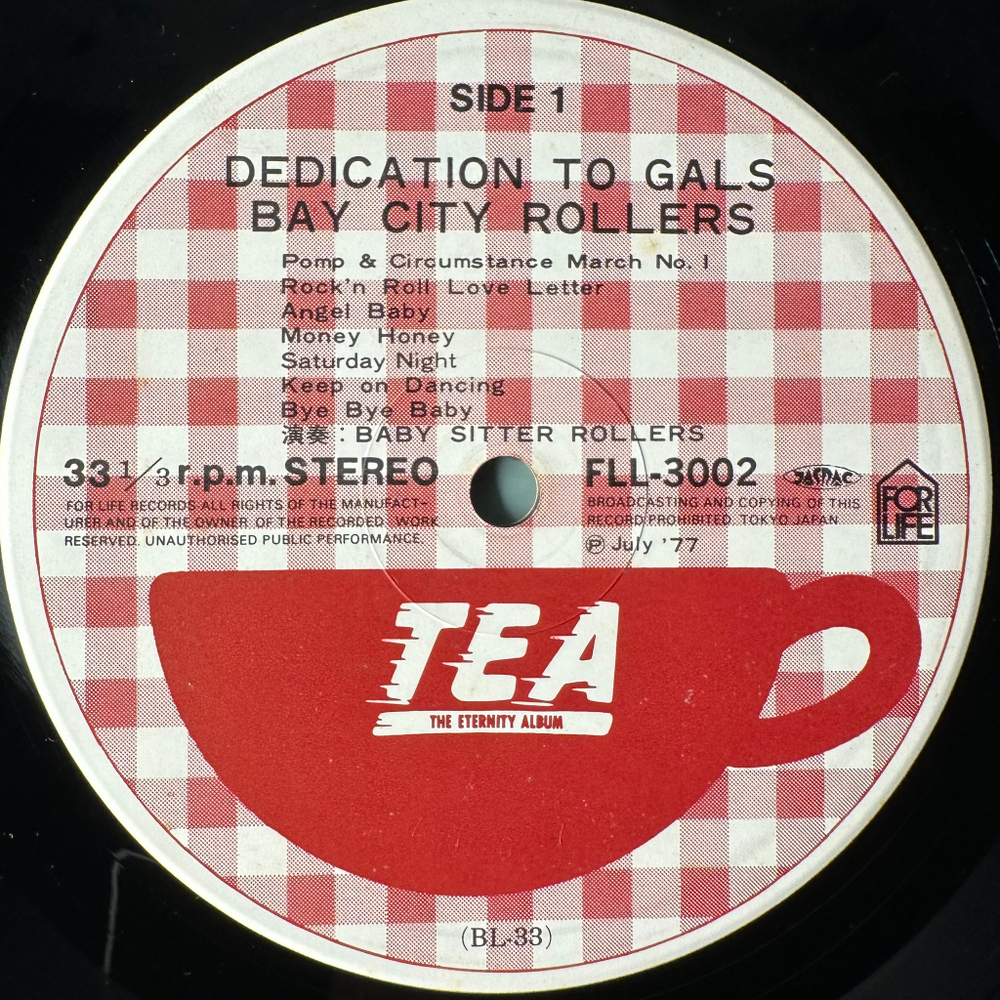 SIDE 1
DEDICATION TO GALS
BAY CITY ROLLERS
Pomp & Circumstance March No. 1
Rock'n Roll Love Letter
Angel Baby
Money Honey
Saturday Night
Keep on Dancing
Bye Bye Baby
演奏：BABY SITTER ROLLERS
33 1/3 r.p.m. STEREO
FOR LIFE RECORDS-ALL RIGHTS OF THE MANUFACT-
URER AND OF THE OWNER OF THE RECORDED WORK
RESERVED. UNAUTHORISED PUBLIC PERFORMANCE.
FLL-3002
JASRAC
BROADCASTING AND COPYING OF THIS
RECORD PROHIBITED. TOKYO JAPAN
℗ July '77
FOR
LIFE
TEA
THE ETERNITY ALBUM
(BL-33)